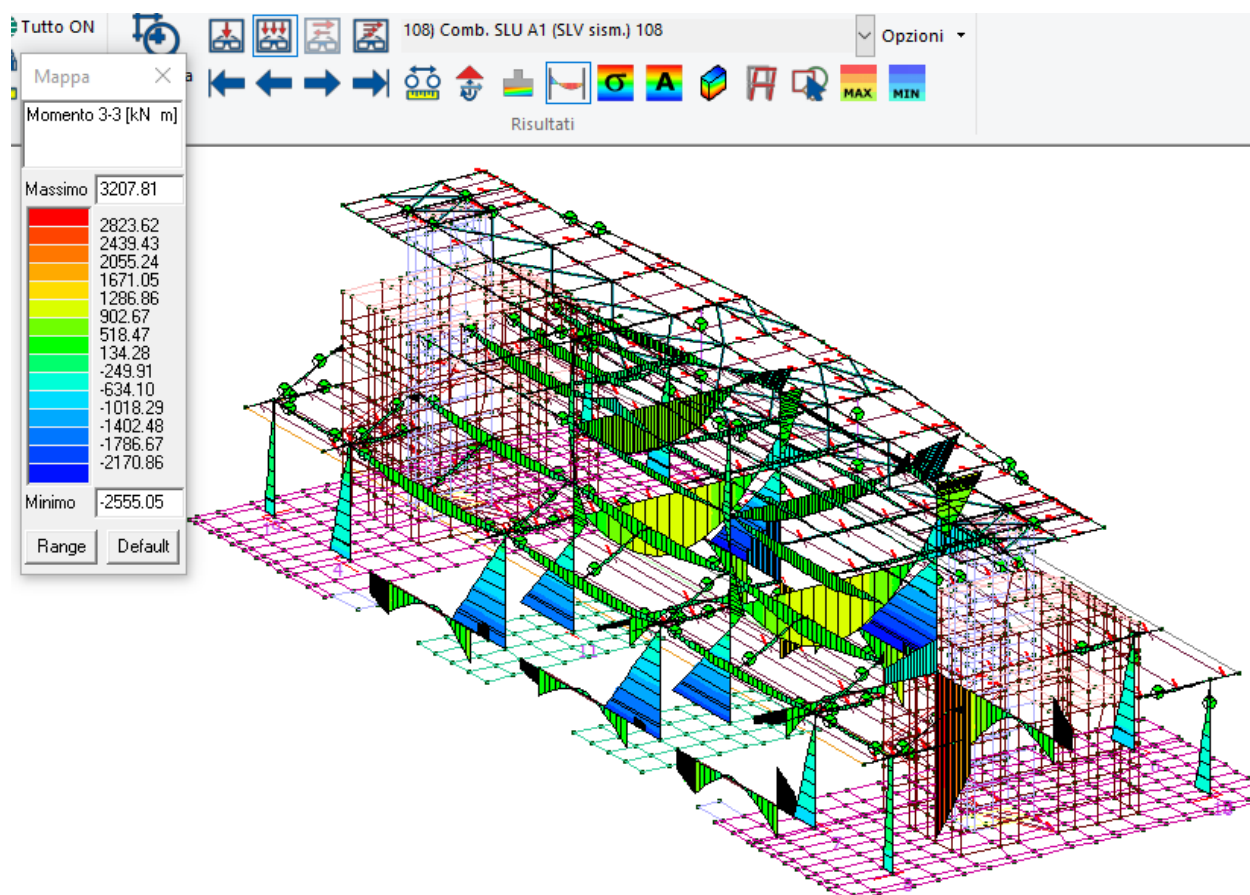 Tutto ON
108) Comb. SLU A1 (SLV sism.) 108
Opzioni
Mappa
a
σ
A
MAX
MIN
Risultati
Momento 3-3 [kN m]
Massimo 3207.81
2823.62
2439.43
2055.24
1671.05
1286.86
902.67
518.47
134.28
-249.91
-634.10
-1018.29
-1402.48
-1786.67
-2170.86
Minimo -2555.05
Range Default
4
11